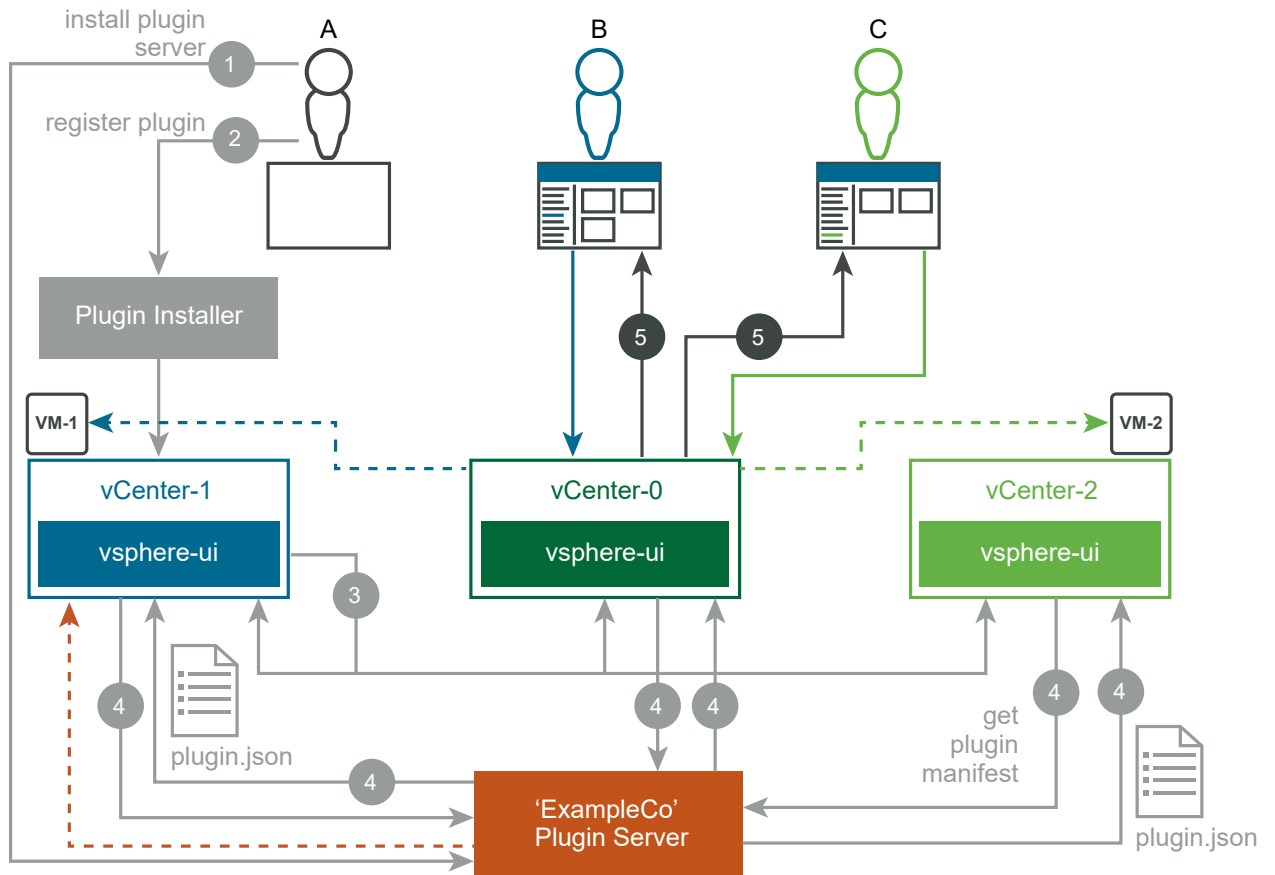 install plugin
server
A
B
C
1
register plugin
2
Plugin Installer
5
5
VM-1
VM-2
vCenter-1
vCenter-0
vCenter-2
vsphere-ui
vsphere-ui
vsphere-ui
3
4
4
4
4
4
get
plugin
manifest
plugin.json
4
‘ExampleCo’
Plugin Server
plugin.json